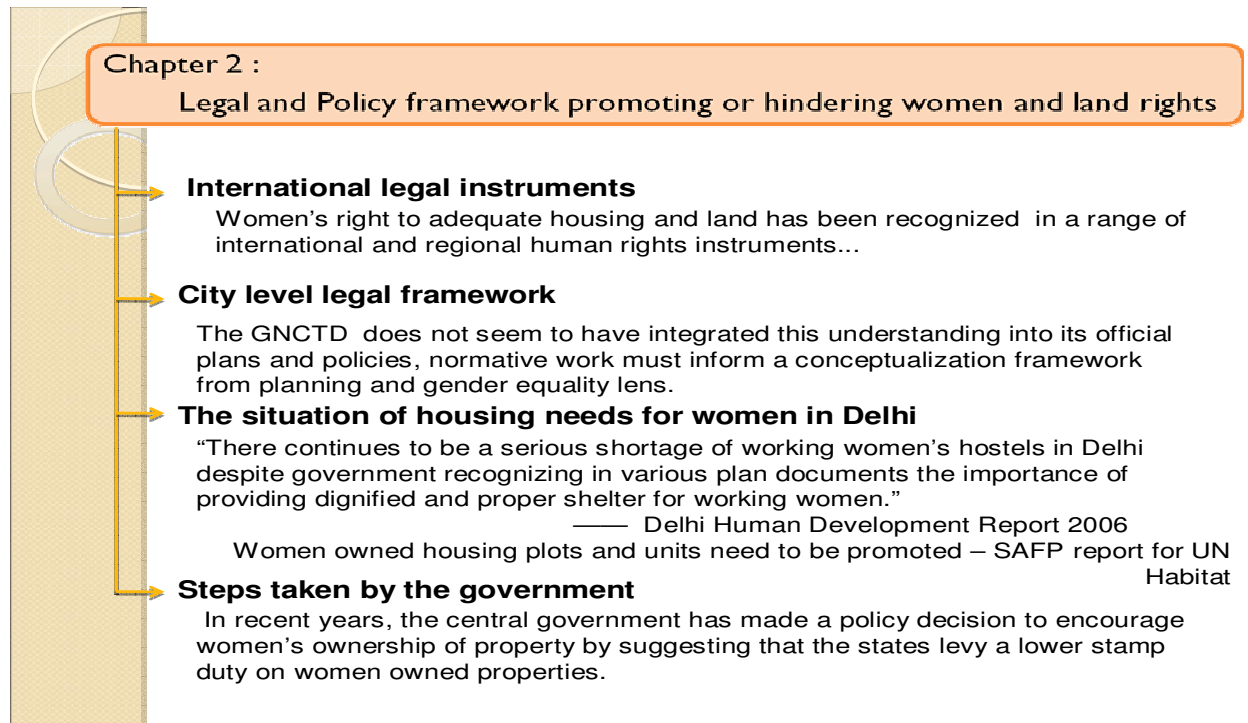 Chapter 2 :
Legal and Policy framework promoting or hindering women and land rights
International legal instruments
Women’s right to adequate housing and land has been recognized in a range of
international and regional human rights instruments...
City level legal framework
The GNCTD does not seem to have integrated this understanding into its official
plans and policies, normative work must inform a conceptualization framework
from planning and gender equality lens.
The situation of housing needs for women in Delhi
“There continues to be a serious shortage of working women’s hostels in Delhi
despite government recognizing in various plan documents the importance of
providing dignified and proper shelter for working women.”
—— Delhi Human Development Report 2006
Women owned housing plots and units need to be promoted – SAFP report for UN
Habitat
Steps taken by the government
In recent years, the central government has made a policy decision to encourage
women’s ownership of property by suggesting that the states levy a lower stamp
duty on women owned properties.